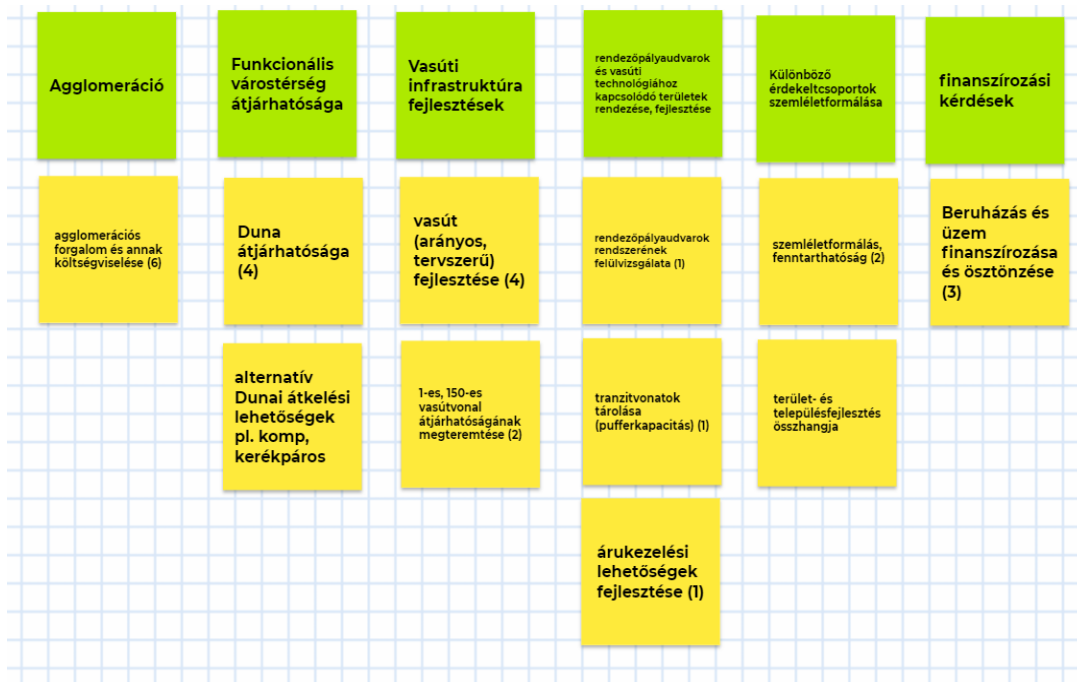 Agglomeráció
Funkcionális
várostérség
átjárhatósága
Vasúti
infrastruktúra
fejlesztések
rendezőpályaudvarok
és vasúti
technológiához
kapcsolódó területek
rendezése, fejlesztése
Különböző
érdekeltcsoportok
szemléletformálása
finanszírozási
kérdések
agglomerációs
forgalom és annak
költségviselése (6)
Duna
átjárhatósága
(4)
vasút
(arányos,
tervszerű)
fejlesztése (4)
rendezőpályaudvarok
rendszerének
felülvizsgálata (1)
szemléletformálás,
fenntarthatóság (2)
Beruházás és
üzem
finanszírozása
és ösztönzése
(3)
alternatív
Dunai átkelési
lehetőségek
pl. komp,
kerékpáros
1-es, 150-es
vasútvonal
átjárhatóságának
megteremtése (2)
tranzitvonatok
tárolása
(pufferkapacitás) (1)
terület- és
településfejlesztés
összhangja
árukezelési
lehetőségek
fejlesztése (1)